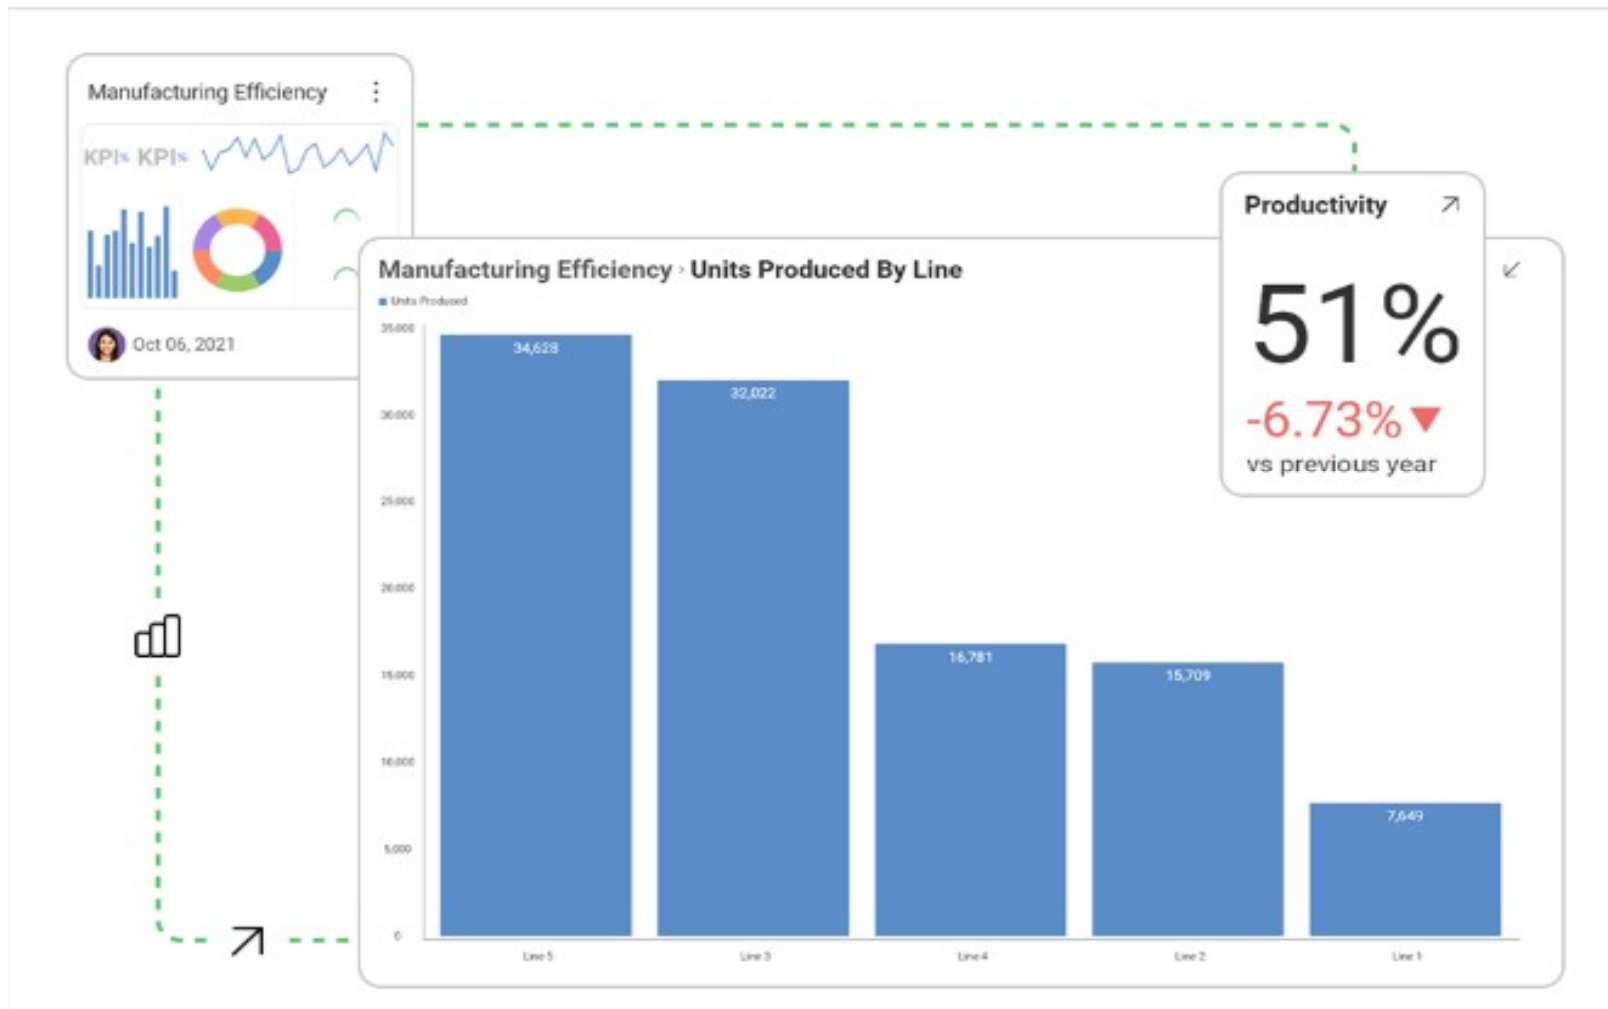 Manufacturing Efficiency
KPI% KPI%
Oct 06, 2021
Productivity
51%
-6.73%
vs previous year
Manufacturing Efficiency › Units Produced By Line
Units Produced
35,000
30,000
25,000
20,000
15,000
10,000
5,000
0
34,628
32,022
16,781
15,709
7,649
Line 5
Line 3
Line 4
Line 2
Line 1